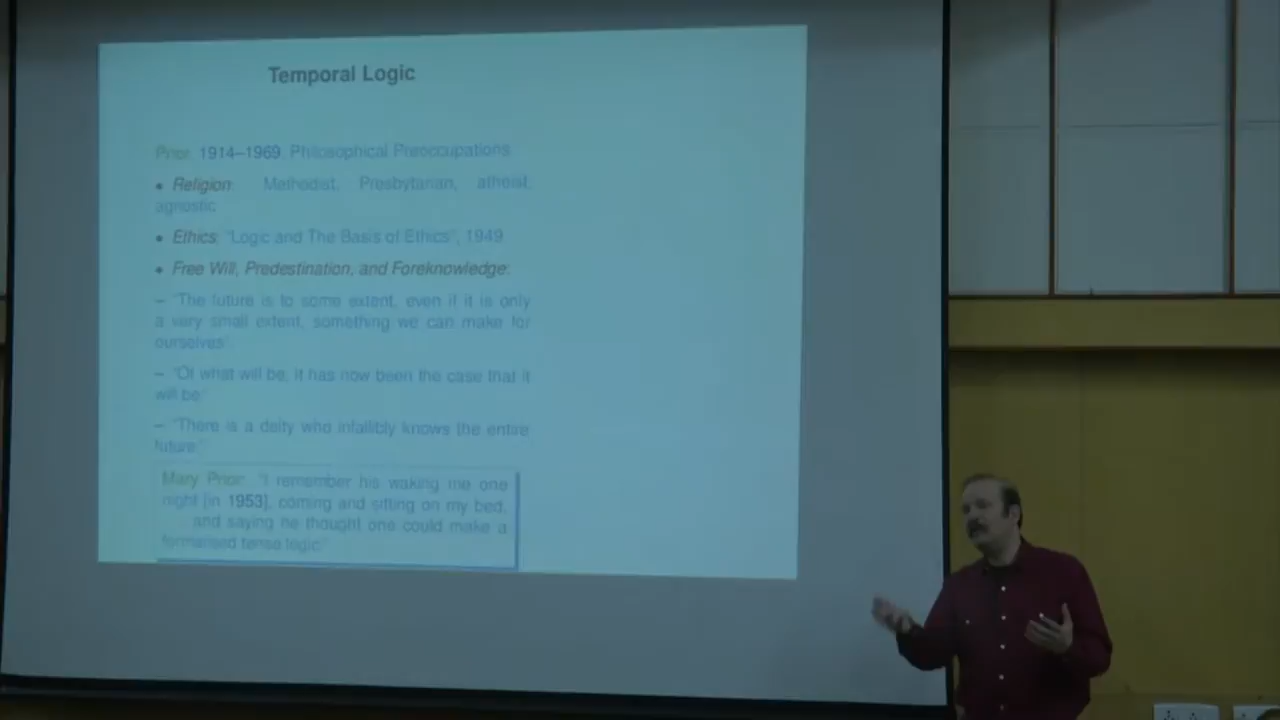 Temporal Logic
Prior: 1914–1969, Philosophical Preoccupations
• Religion: Methodist, Presbytarian, atheist,
agnostic
• Ethics: "Logic and The Basis of Ethics", 1949
• Free Will, Predestination, and Foreknowledge:
– "The future is to some extent, even if it is only
a very small extent, something we can make for
ourselves".
– "Of what will be, it has now been the case that it
will be."
– "There is a deity who infallibly knows the entire
future."
Mary Prior: "I remember his waking me one
night [in 1953], coming and sitting on my bed,
and saying he thought one could make a
formalised tense logic."